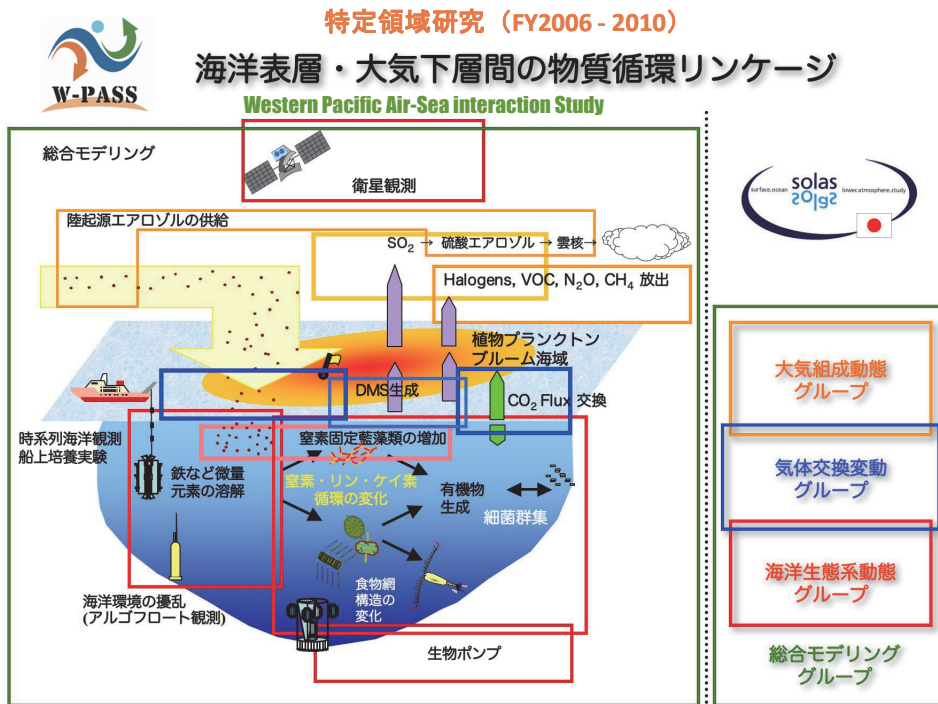 特定領域研究（FY2006 - 2010）
W-PASS
海洋表層・大気下層間の物質循環リンケージ
Western Pacific Air-Sea interaction Study
総合モデリング
衛星観測
陸起源エアロゾルの供給
SO2 → 硫酸エアロゾル → 雲核→
Halogens, VOC, N2O, CH4 放出
植物プランクトン
ブルーム海域
DMS生成
CO2 Flux 交換
時系列海洋観測
船上培養実験
鉄など微量
元素の溶解
窒素固定藍藻類の増加
窒素・リン・ケイ素
循環の変化
有機物
生成
細菌群集
食物網
構造の
変化
海洋環境の擾乱
(アルゴフロート観測)
生物ポンプ
surface.ocean solas lower.atmosphere.study
solas
大気組成動態
グループ
気体交換変動
グループ
海洋生態系動態
グループ
総合モデリング
グループ